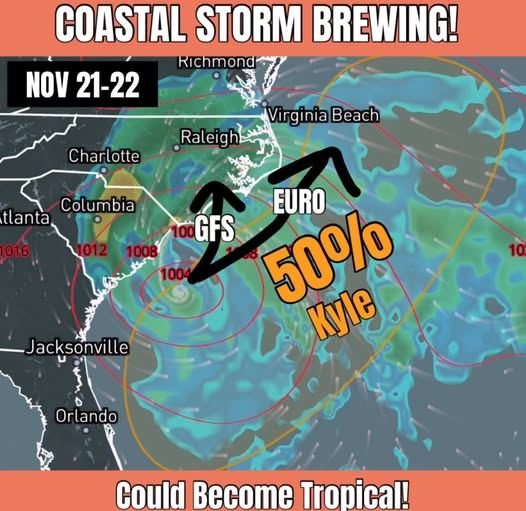 COASTAL STORM BREWING!
Richmond
NOV 21-22
Virginia Beach
Raleigh
Charlotte
Columbia
Atlanta
GFS
EURO
1016
1012
1008
1004
50%
Kyle
Jacksonville
Orlando
Could Become Tropical!